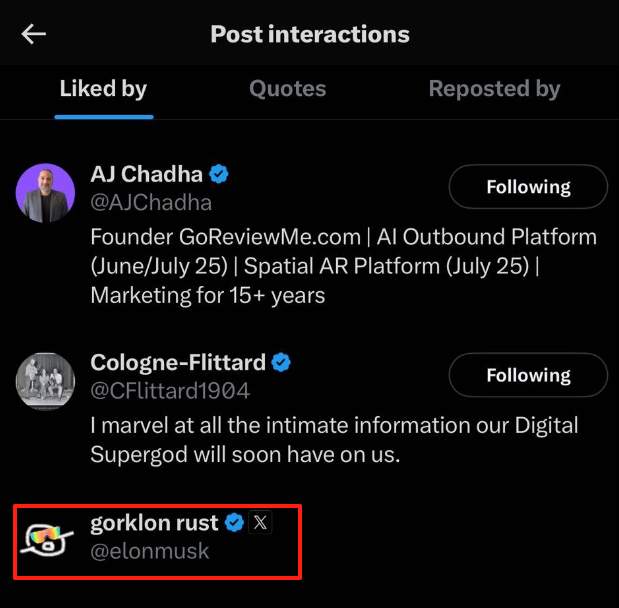 Post interactions
Liked by Quotes Reposted by
AJ Chadha
@AJChadha
Following
Founder GoReviewMe.com | AI Outbound Platform
(June/July 25) | Spatial AR Platform (July 25) |
Marketing for 15+ years
Cologne-Flittard
@CFlittard1904
Following
I marvel at all the intimate information our Digital
Supergod will soon have on us.
gorklon rust
@elonmusk